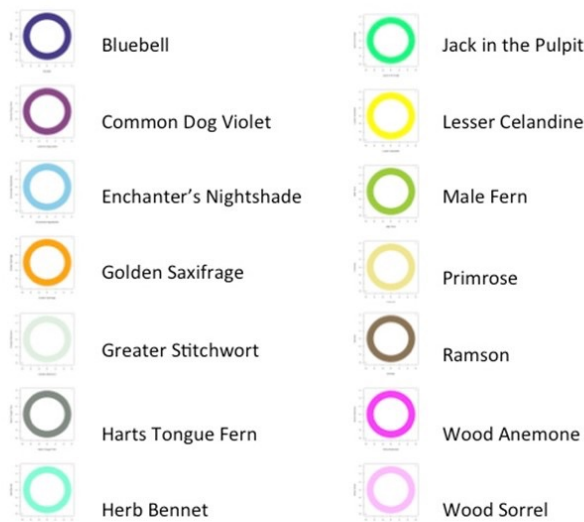 Bluebell
Common Dog Violet
Enchanter's Nightshade
Golden Saxifrage
Greater Stitchwort
Harts Tongue Fern
Herb Bennet
Jack in the Pulpit
Lesser Celandine
Male Fern
Primrose
Ramson
Wood Anemone
Wood Sorrel